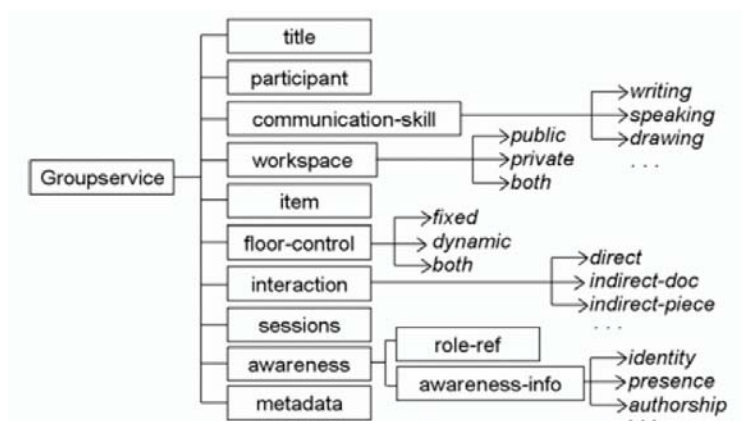 title
participant
communication-skill
writing
speaking
drawing
. . .
workspace
public
private
both
Groupservice
item
floor-control
fixed
dynamic
both
interaction
direct
indirect-doc
indirect-piece
. . .
sessions
awareness
role-ref
awareness-info
identity
presence
authorship
. . .
metadata